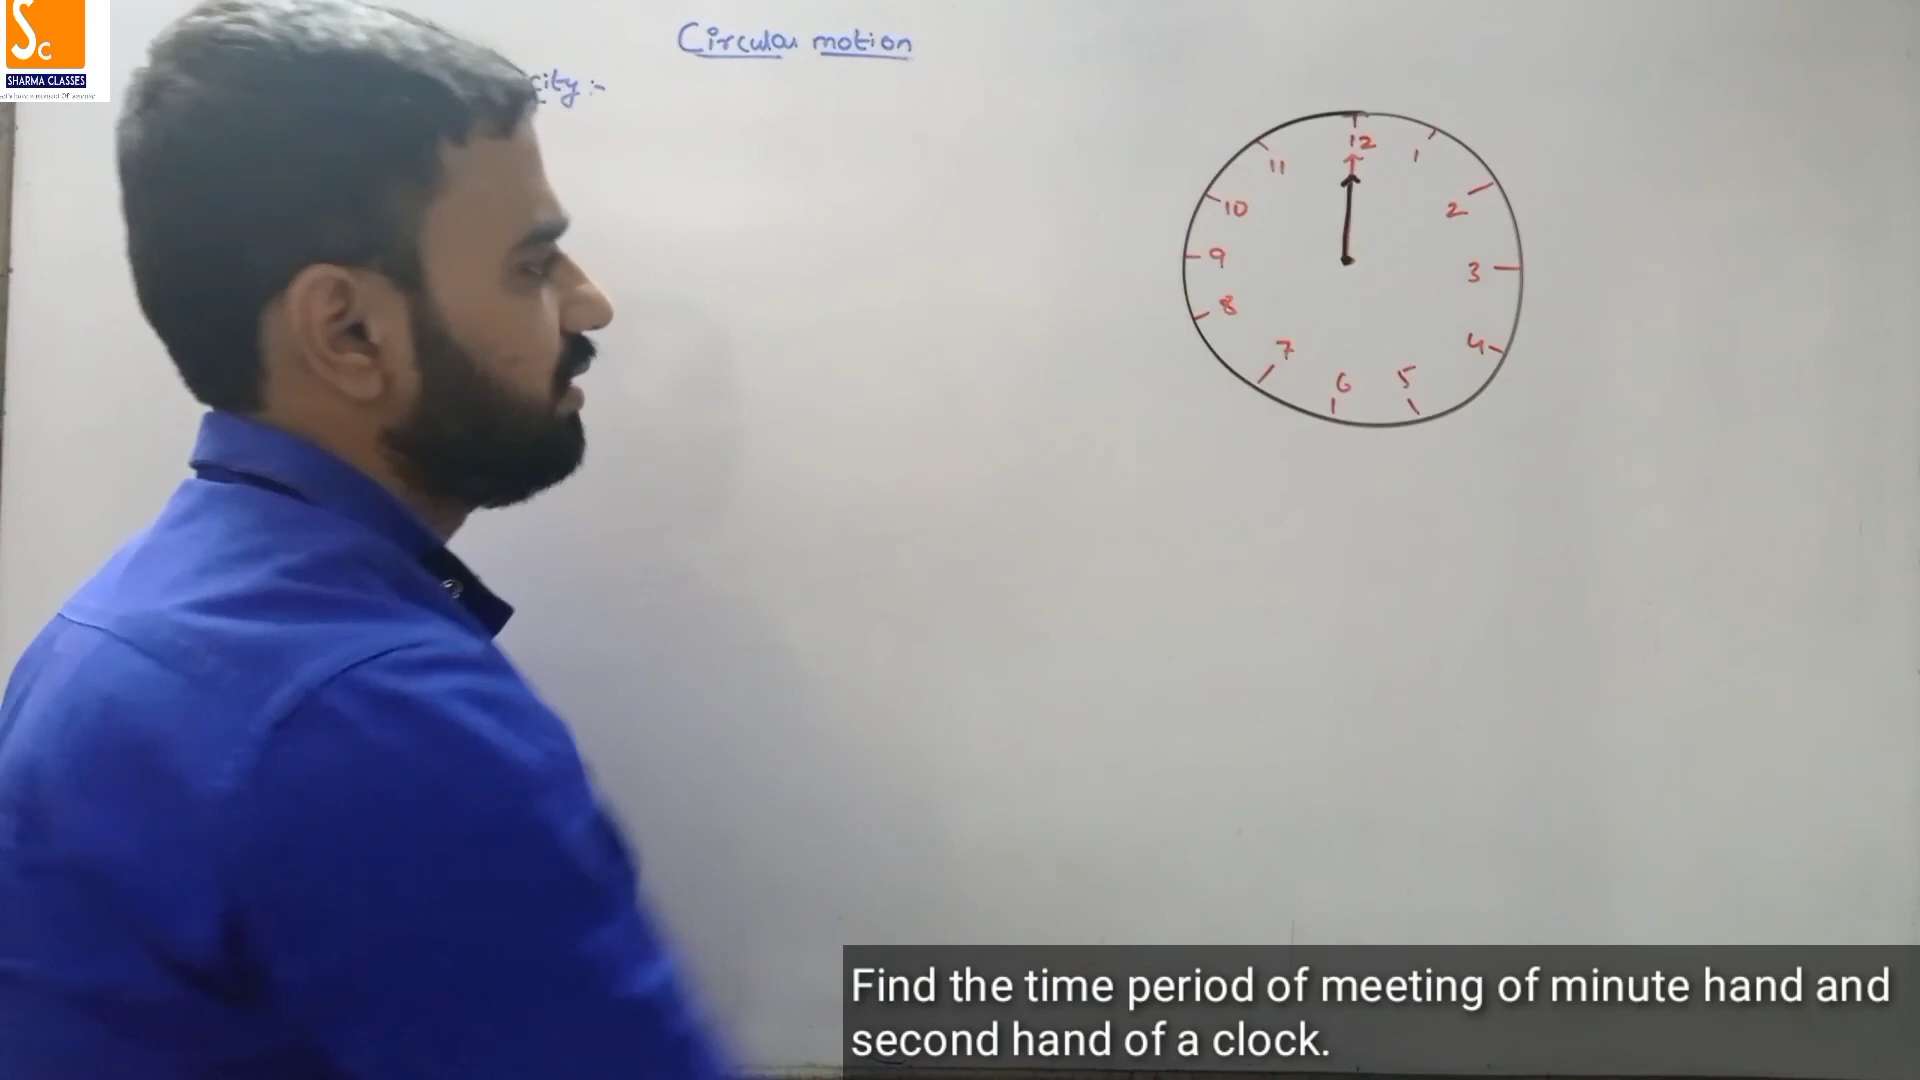 Sc
SHARMA CLASSES
Circular motion
city :-
12
1
2
3
4
5
6
7
8
9
10
11
Find the time period of meeting of minute hand and
second hand of a clock.